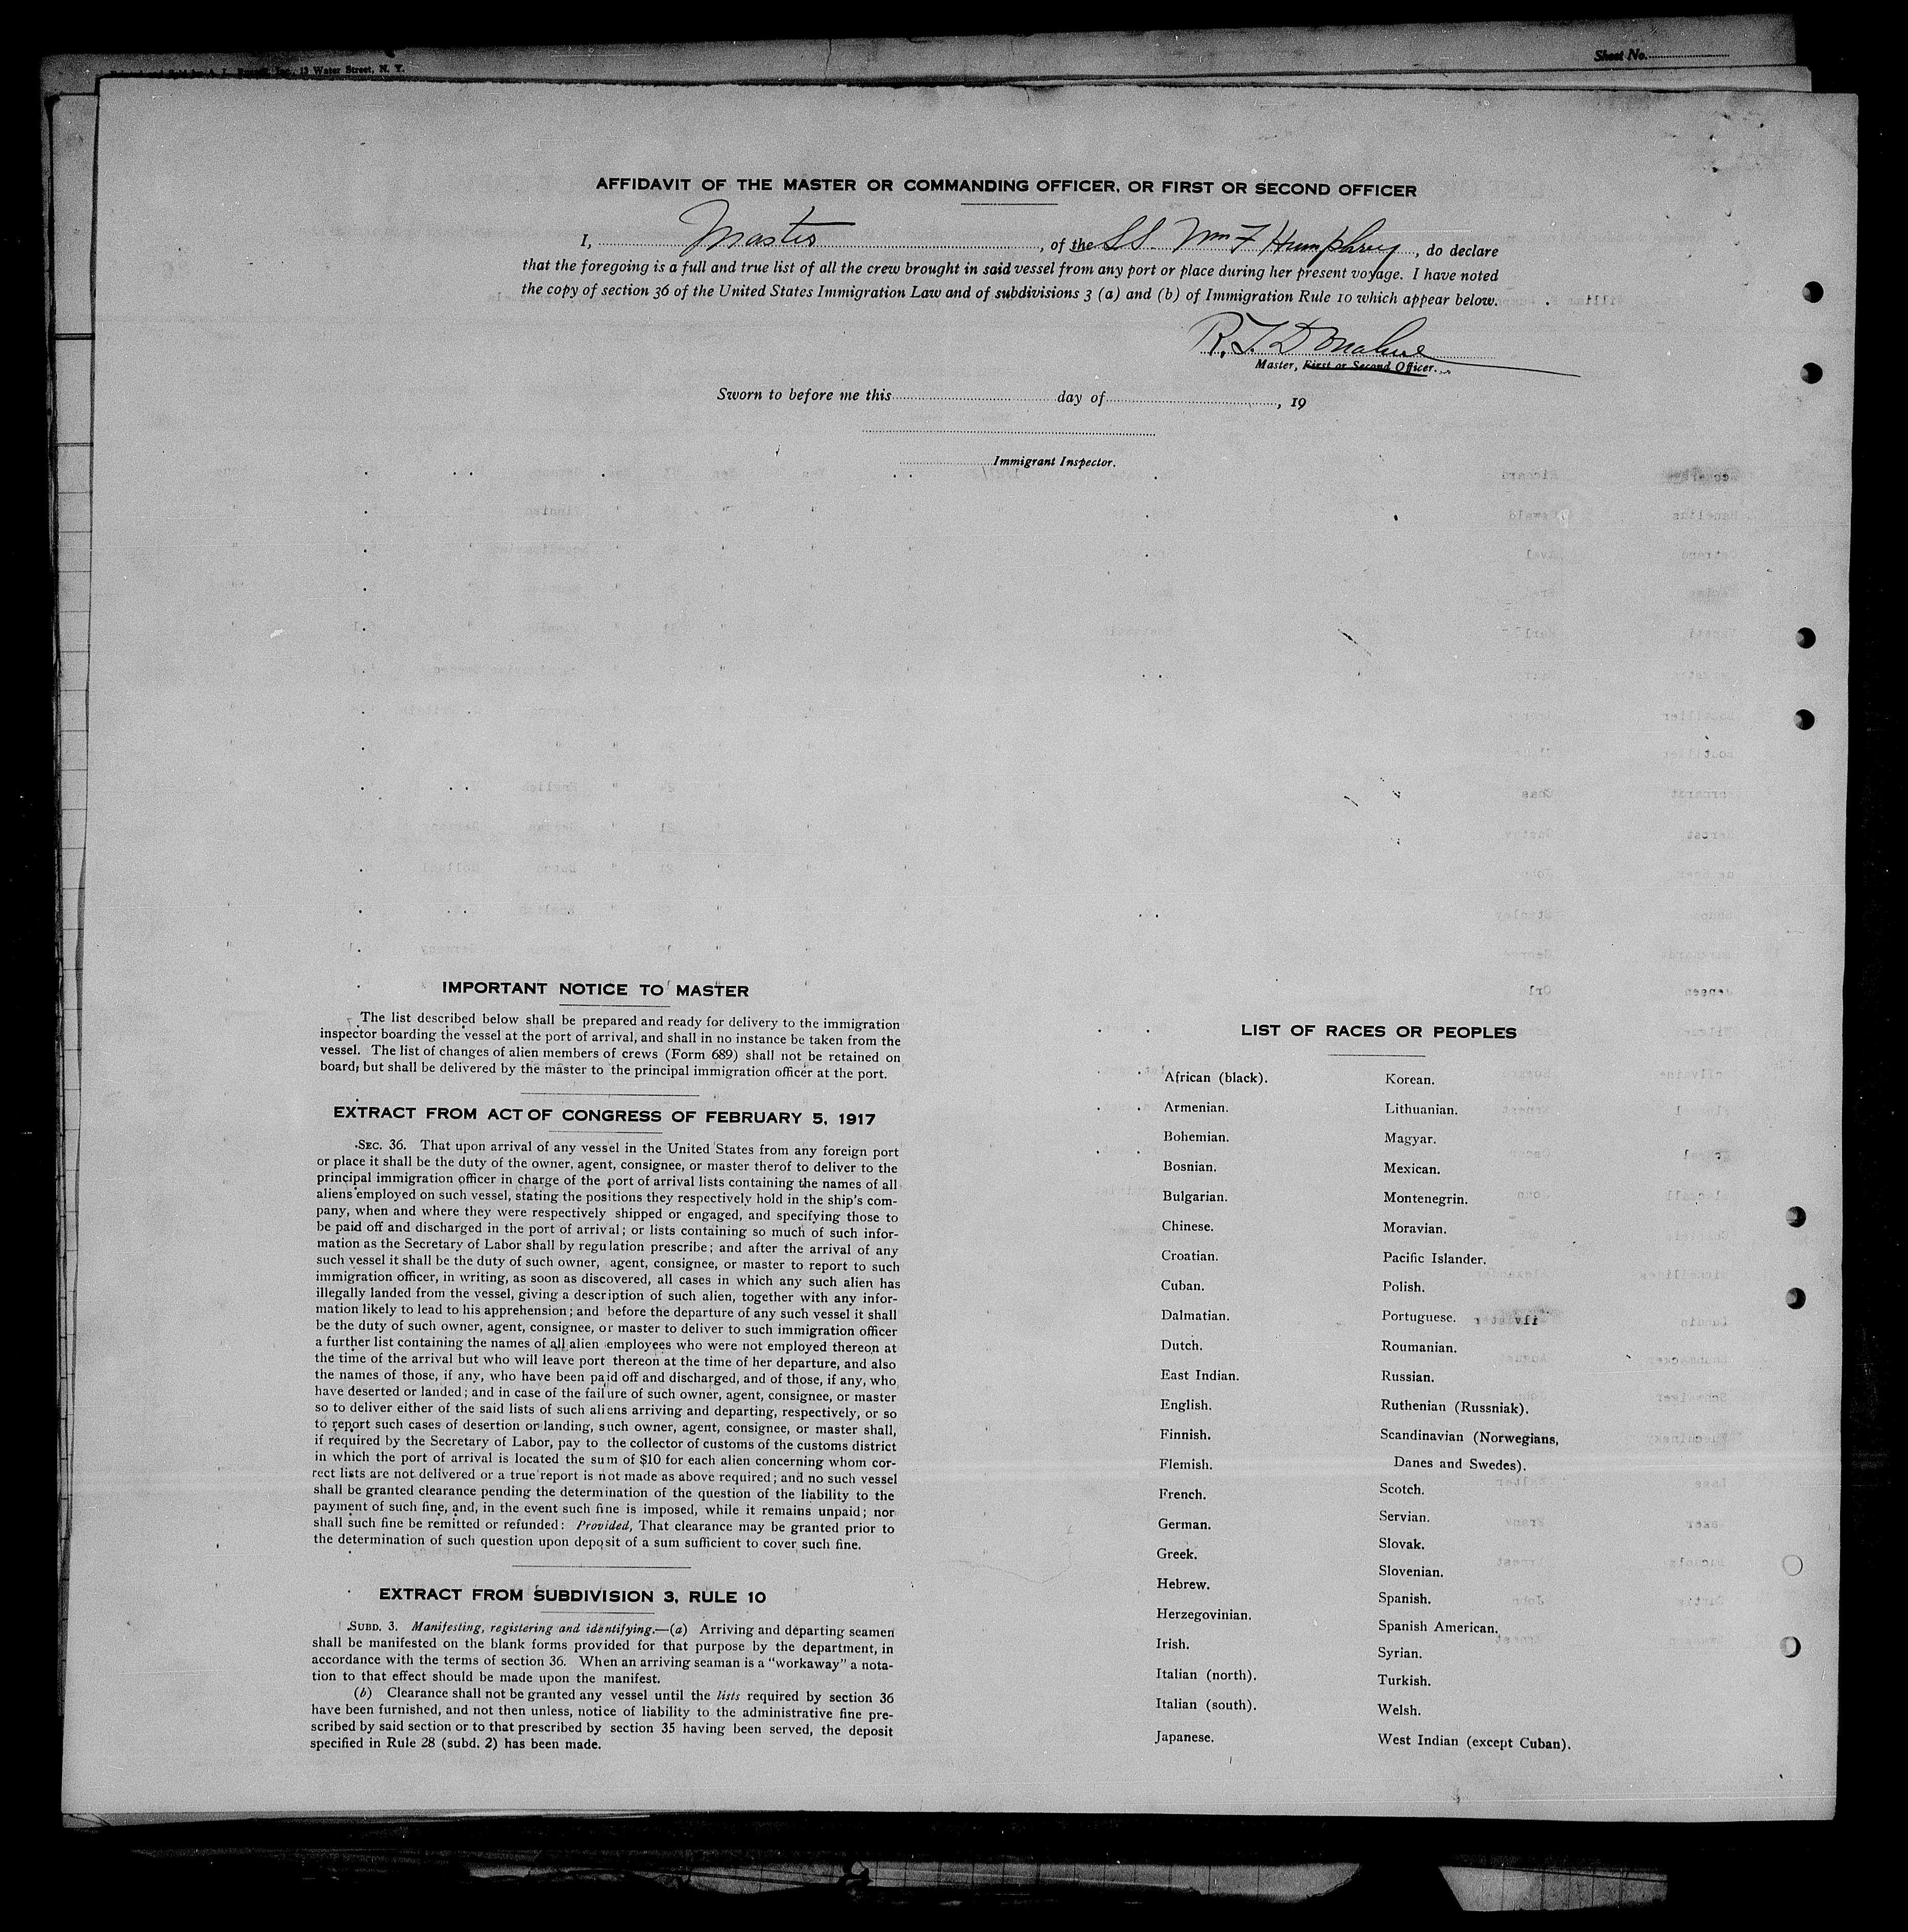 Sheet No.
13 Water Street, N. Y.
AFFIDAVIT OF THE MASTER OR COMMANDING OFFICER, OR FIRST OR SECOND OFFICER
I, Master, of the SS Wm F Humphrey, do declare
that the foregoing is a full and true list of all the crew brought in said vessel from any port or place during her present voyage. I have noted
the copy of section 36 of the United States Immigration Law and of subdivisions 3 (a) and (b) of Immigration Rule 10 which appear below.
R. J. Donahue
Master, First or Second Officer.
Sworn to before me this day of , 19
Immigrant Inspector.
IMPORTANT NOTICE TO MASTER
The list described below shall be prepared and ready for delivery to the immigration
inspector boarding the vessel at the port of arrival, and shall in no instance be taken from the
vessel. The list of changes of alien members of crews (Form 689) shall not be retained on
board, but shall be delivered by the master to the principal immigration officer at the port.
EXTRACT FROM ACT OF CONGRESS OF FEBRUARY 5, 1917
SEC. 36. That upon arrival of any vessel in the United States from any foreign port
or place it shall be the duty of the owner, agent, consignee, or master therof to deliver to the
principal immigration officer in charge of the port of arrival lists containing the names of all
aliens employed on such vessel, stating the positions they respectively hold in the ship's com-
pany, when and where they were respectively shipped or engaged, and specifying those to
be paid off and discharged in the port of arrival; or lists containing so much of such infor-
mation as the Secretary of Labor shall by regulation prescribe; and after the arrival of any
such vessel it shall be the duty of such owner, agent, consignee, or master to report to such
immigration officer, in writing, as soon as discovered, all cases in which any such alien has
illegally landed from the vessel, giving a description of such alien, together with any infor-
mation likely to lead to his apprehension; and before the departure of any such vessel it shall
be the duty of such owner, agent, consignee, or master to deliver to such immigration officer
a further list containing the names of all alien employees who were not employed thereon at
the time of the arrival but who will leave port thereon at the time of her departure, and also
the names of those, if any, who have been paid off and discharged, and of those, if any, who
have deserted or landed; and in case of the failure of such owner, agent, consignee, or master
so to deliver either of the said lists of such aliens arriving and departing, respectively, or so
to report such cases of desertion or landing, such owner, agent, consignee, or master shall,
if required by the Secretary of Labor, pay to the collector of customs of the customs district
in which the port of arrival is located the sum of $10 for each alien concerning whom cor-
rect lists are not delivered or a true report is not made as above required; and no such vessel
shall be granted clearance pending the determination of the question of the liability to the
payment of such fine, and, in the event such fine is imposed, while it remains unpaid; nor
shall such fine be remitted or refunded: Provided, That clearance may be granted prior to
the determination of such question upon deposit of a sum sufficient to cover such fine.
EXTRACT FROM SUBDIVISION 3, RULE 10
SUBD. 3. Manifesting, registering and identifying.—(a) Arriving and departing seamen
shall be manifested on the blank forms provided for that purpose by the department, in
accordance with the terms of section 36. When an arriving seaman is a "workaway" a nota-
tion to that effect should be made upon the manifest.
(b) Clearance shall not be granted any vessel until the lists required by section 36
have been furnished, and not then unless, notice of liability to the administrative fine pre-
scribed by said section or to that prescribed by section 35 having been served, the deposit
specified in Rule 28 (subd. 2) has been made.
LIST OF RACES OR PEOPLES
African (black).
Armenian.
Bohemian.
Bosnian.
Bulgarian.
Chinese.
Croatian.
Cuban.
Dalmatian.
Dutch.
East Indian.
English.
Finnish.
Flemish.
French.
German.
Greek.
Hebrew.
Herzegovinian.
Irish.
Italian (north).
Italian (south).
Japanese.
Korean.
Lithuanian.
Magyar.
Mexican.
Montenegrin.
Moravian.
Pacific Islander.
Polish.
Portuguese.
Roumanian.
Russian.
Ruthenian (Russniak).
Scandinavian (Norwegians,
Danes and Swedes).
Scotch.
Servian.
Slovak.
Slovenian.
Spanish.
Spanish American.
Syrian.
Turkish.
Welsh.
West Indian (except Cuban).